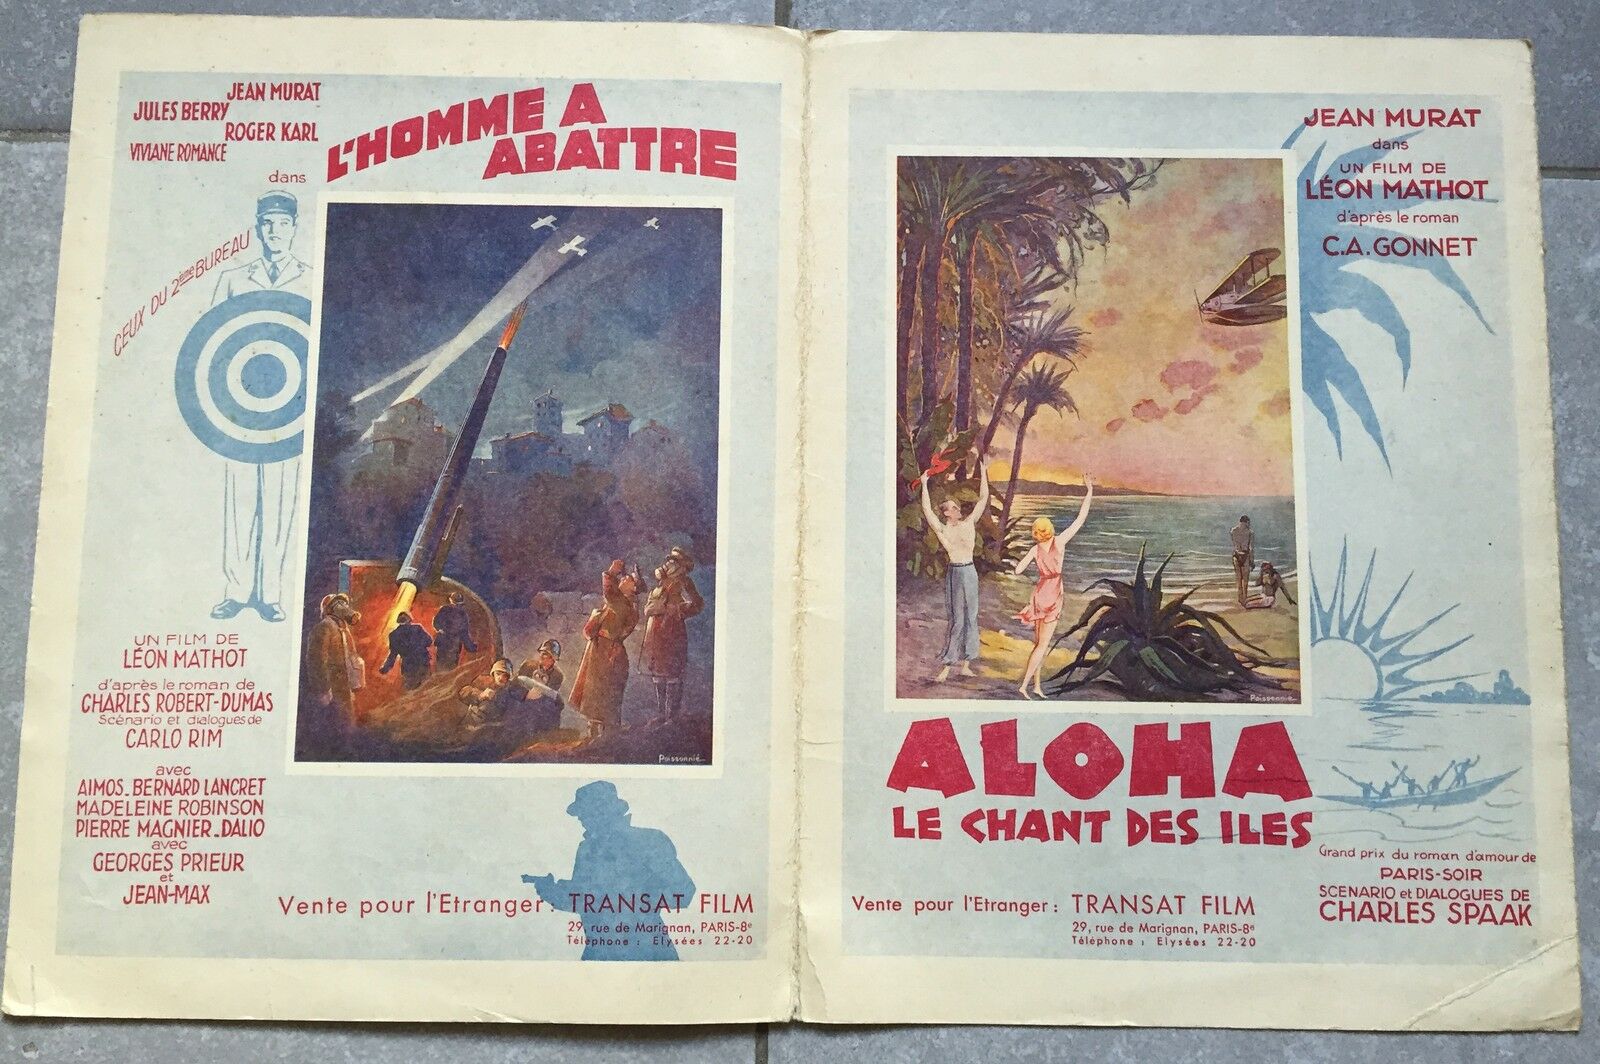 JEAN MURAT
JULES BERRY
ROGER KARL
VIVIANE ROMANCE
dans
L'HOMME A
ABATTRE
CEUX DU 2ème BUREAU
Poissonnié
UN FILM DE
LÉON MATHOT
d'après le roman de
CHARLES ROBERT-DUMAS
Scénario et dialogues de
CARLO RIM
avec
AIMOS_BERNARD LANCRET
MADELEINE ROBINSON
PIERRE MAGNIER_DALIO
avec
GEORGES PRIEUR
et
JEAN-MAX
Vente pour l'Etranger : TRANSAT FILM
29, rue de Marignan, PARIS-8e
Téléphone : Elysées 22-20
JEAN MURAT
dans
UN FILM DE
LÉON MATHOT
d'après le roman
C.A. GONNET
Poissonnié
ALOHA
LE CHANT DES ILES
Grand prix du roman d'amour de
PARIS-SOIR
SCENARIO et DIALOGUES DE
CHARLES SPAAK
Vente pour l'Etranger : TRANSAT FILM
29, rue de Marignan, PARIS-8e
Téléphone : Elysées 22-20